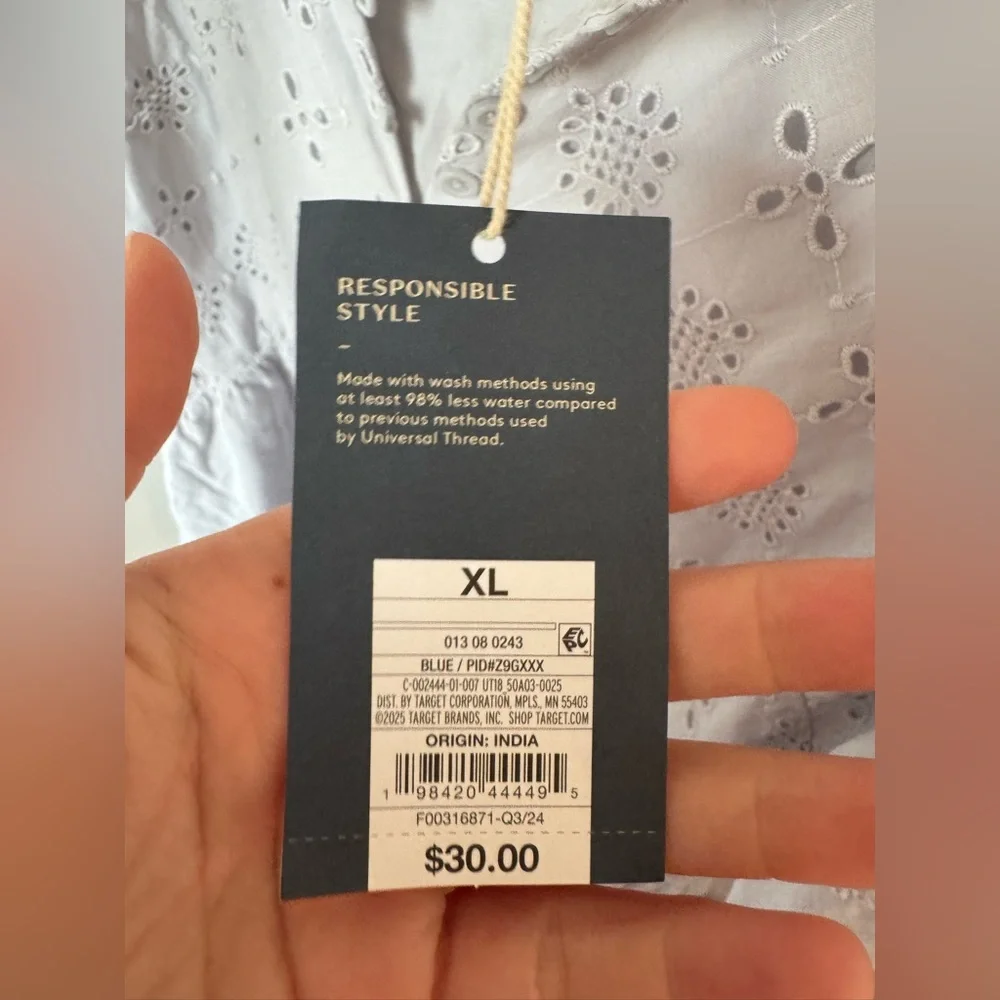 RESPONSIBLE
STYLE
–
Made with wash methods using
at least 98% less water compared
to previous methods used
by Universal Thread.
XL
013 08 0243
EPC
BLUE / PID#Z9GXXX
C-002444-01-007 UT18 50A03-0025
DIST. BY TARGET CORPORATION, MPLS., MN 55403
©2025 TARGET BRANDS, INC. SHOP TARGET.COM
ORIGIN: INDIA
1 98420 44449 5
F00316871-Q3/24
$30.00